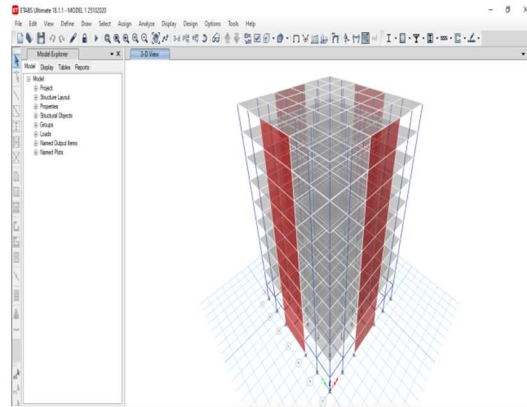 ETABS Ultimate 18.1.1 - MODEL 1 25102020
File Edit View Define Draw Select Assign Analyze Display Design Options Tools Help
Model Explorer
3-D View
Model Display Tables Reports
Model
Project
Structure Layout
Properties
Structural Objects
Groups
Loads
Named Output Items
Named Plots